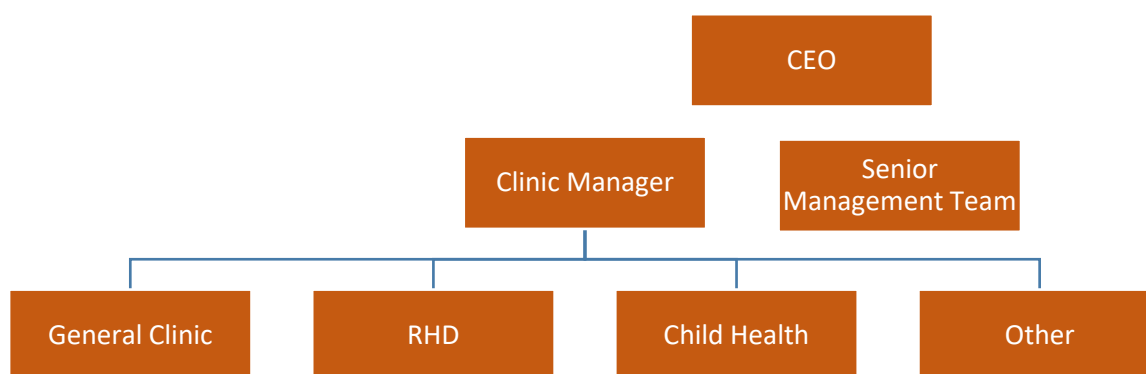 CEO
Clinic Manager
Senior
Management Team
General Clinic
RHD
Child Health
Other